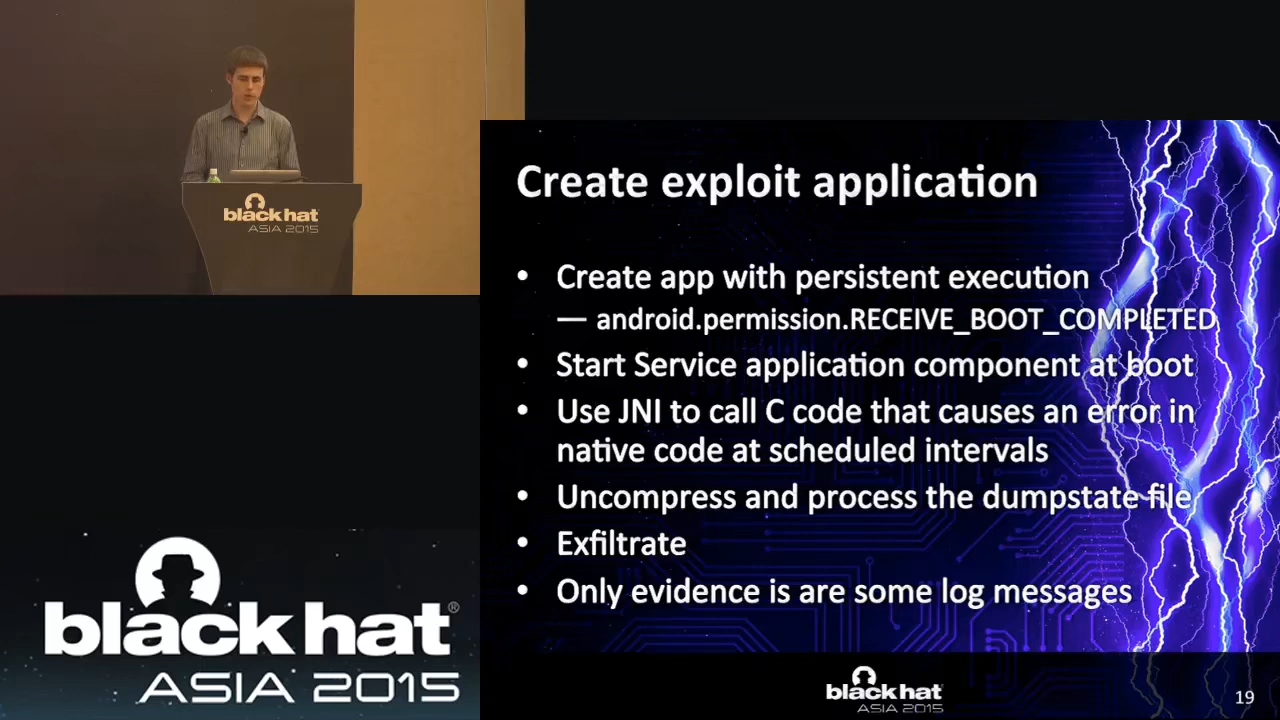 black hat
ASIA 2015
Create exploit application
• Create app with persistent execution
— android.permission.RECEIVE_BOOT_COMPLETED
• Start Service application component at boot
• Use JNI to call C code that causes an error in
native code at scheduled intervals
• Uncompress and process the dumpstate file
• Exfiltrate
• Only evidence is are some log messages
black hat®
ASIA 2015
black hat
ASIA 2015
19